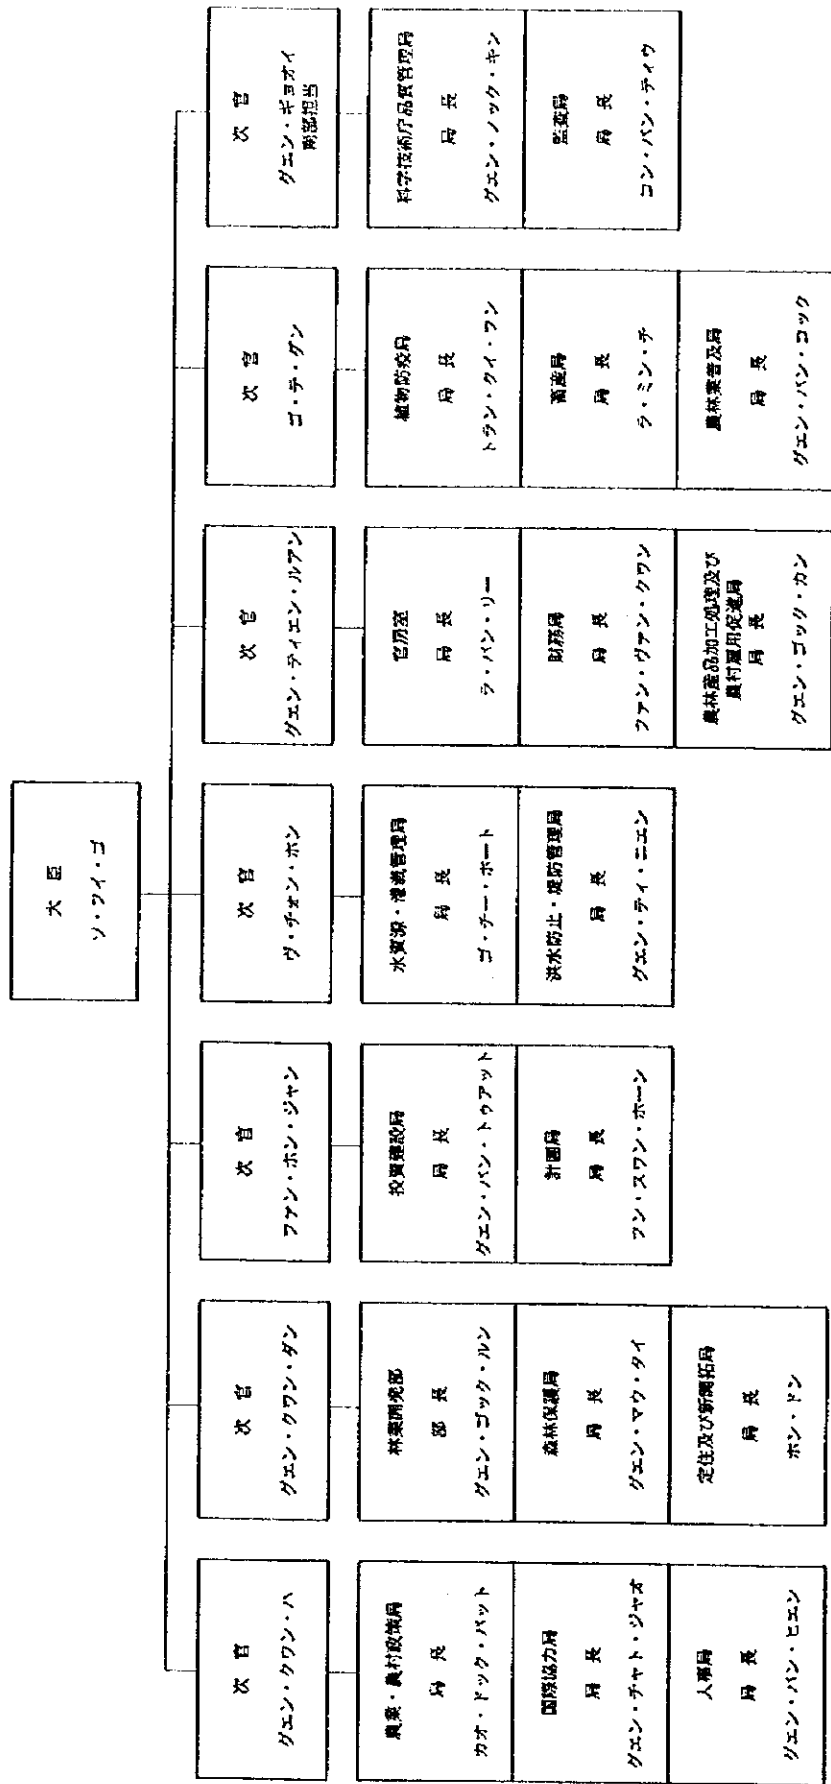 大臣
ソ・ツイ・ゴ
次官
グエン・クワン・ハ
農業・農村政策局
局長
カオ・ドック・パット
国際協力局
局長
グエン・チャト・ジャオ
人事局
局長
グエン・バン・ヒエン
次官
グエン・クワン・ダン
林業開発部
部長
グエン・ゴック・ルン
森林保護局
局長
グエン・マウ・タイ
定住及び新開拓局
局長
ホン・ドン
次官
ファン・ホン・ジャン
投資建設局
局長
グエン・バン・トゥアット
計画局
局長
フン・スワン・ホーン
次官
ヴ・チォン・ホン
水資源・灌漑管理局
局長
ゴ・チー・ホート
洪水防止・堤防管理局
局長
グエン・ティ・ニエン
次官
グエン・ティエン・ルアン
官房室
局長
ラ・バン・リー
財務局
局長
ファン・ヴァン・クワン
農林産品加工処理及び
農村雇用促進局
局長
グエン・ゴック・カン
次官
ゴ・テ・ダン
植物防疫局
局長
トラン・クイ・フン
畜産局
局長
ラ・ミン・チ
農林業普及局
局長
グエン・バン・コック
次官
グエン・ギョオイ
南部担当
科学技術庁品質管理局
局長
グエン・ノック・キン
監査局
局長
コン・バン・ティウ